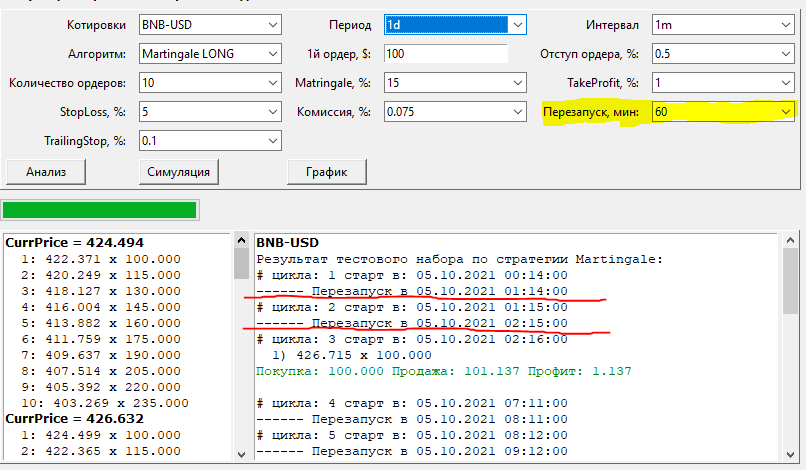 Котировки BNB-USD Период 1d Интервал 1m
Алгоритм: Martingale LONG 1й ордер, $: 100 Отступ ордера, %: 0.5
Количество ордеров: 10 Matringale, %: 15 TakeProfit, %: 1
StopLoss, %: 5 Комиссия, %: 0.075 Перезапуск, мин: 60
TrailingStop, %: 0.1
Анализ Симуляция График
CurrPrice = 424.494
1: 422.371 x 100.000
2: 420.249 x 115.000
3: 418.127 x 130.000
4: 416.004 x 145.000
5: 413.882 x 160.000
6: 411.759 x 175.000
7: 409.637 x 190.000
8: 407.514 x 205.000
9: 405.392 x 220.000
10: 403.269 x 235.000
CurrPrice = 426.632
1: 424.499 x 100.000
2: 422.365 x 115.000
BNB-USD
Результат тестового набора по стратегии Martingale:
# цикла: 1 старт в: 05.10.2021 00:14:00
------ Перезапуск в 05.10.2021 01:14:00
# цикла: 2 старт в: 05.10.2021 01:15:00
------ Перезапуск в 05.10.2021 02:15:00
# цикла: 3 старт в: 05.10.2021 02:16:00
1) 426.715 x 100.000
Покупка: 100.000 Продажа: 101.137 Профит: 1.137
# цикла: 4 старт в: 05.10.2021 07:11:00
------ Перезапуск в 05.10.2021 08:11:00
# цикла: 5 старт в: 05.10.2021 08:12:00
------ Перезапуск в 05.10.2021 09:12:00